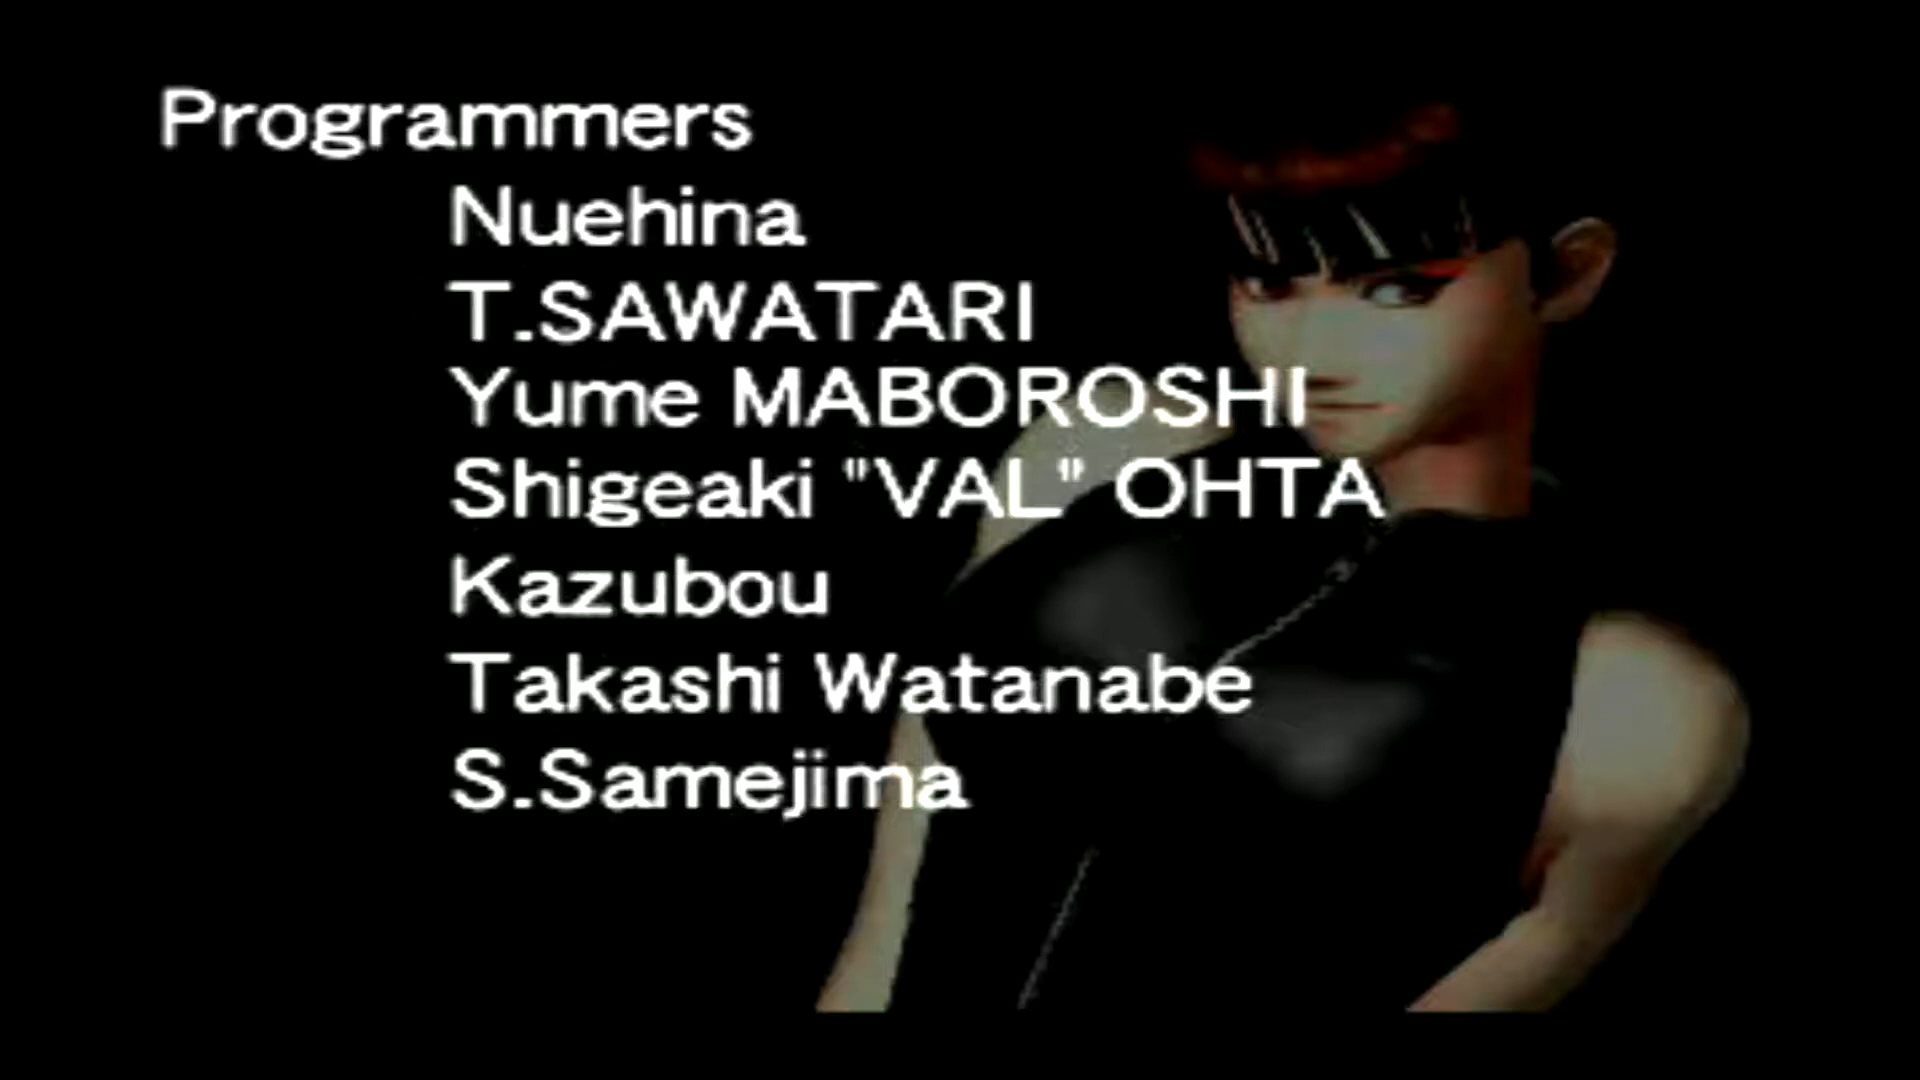 Programmers
Nuehina
T.SAWATARI
Yume MABOROSHI
Shigeaki "VAL" OHTA
Kazubou
Takashi Watanabe
S.Samejima